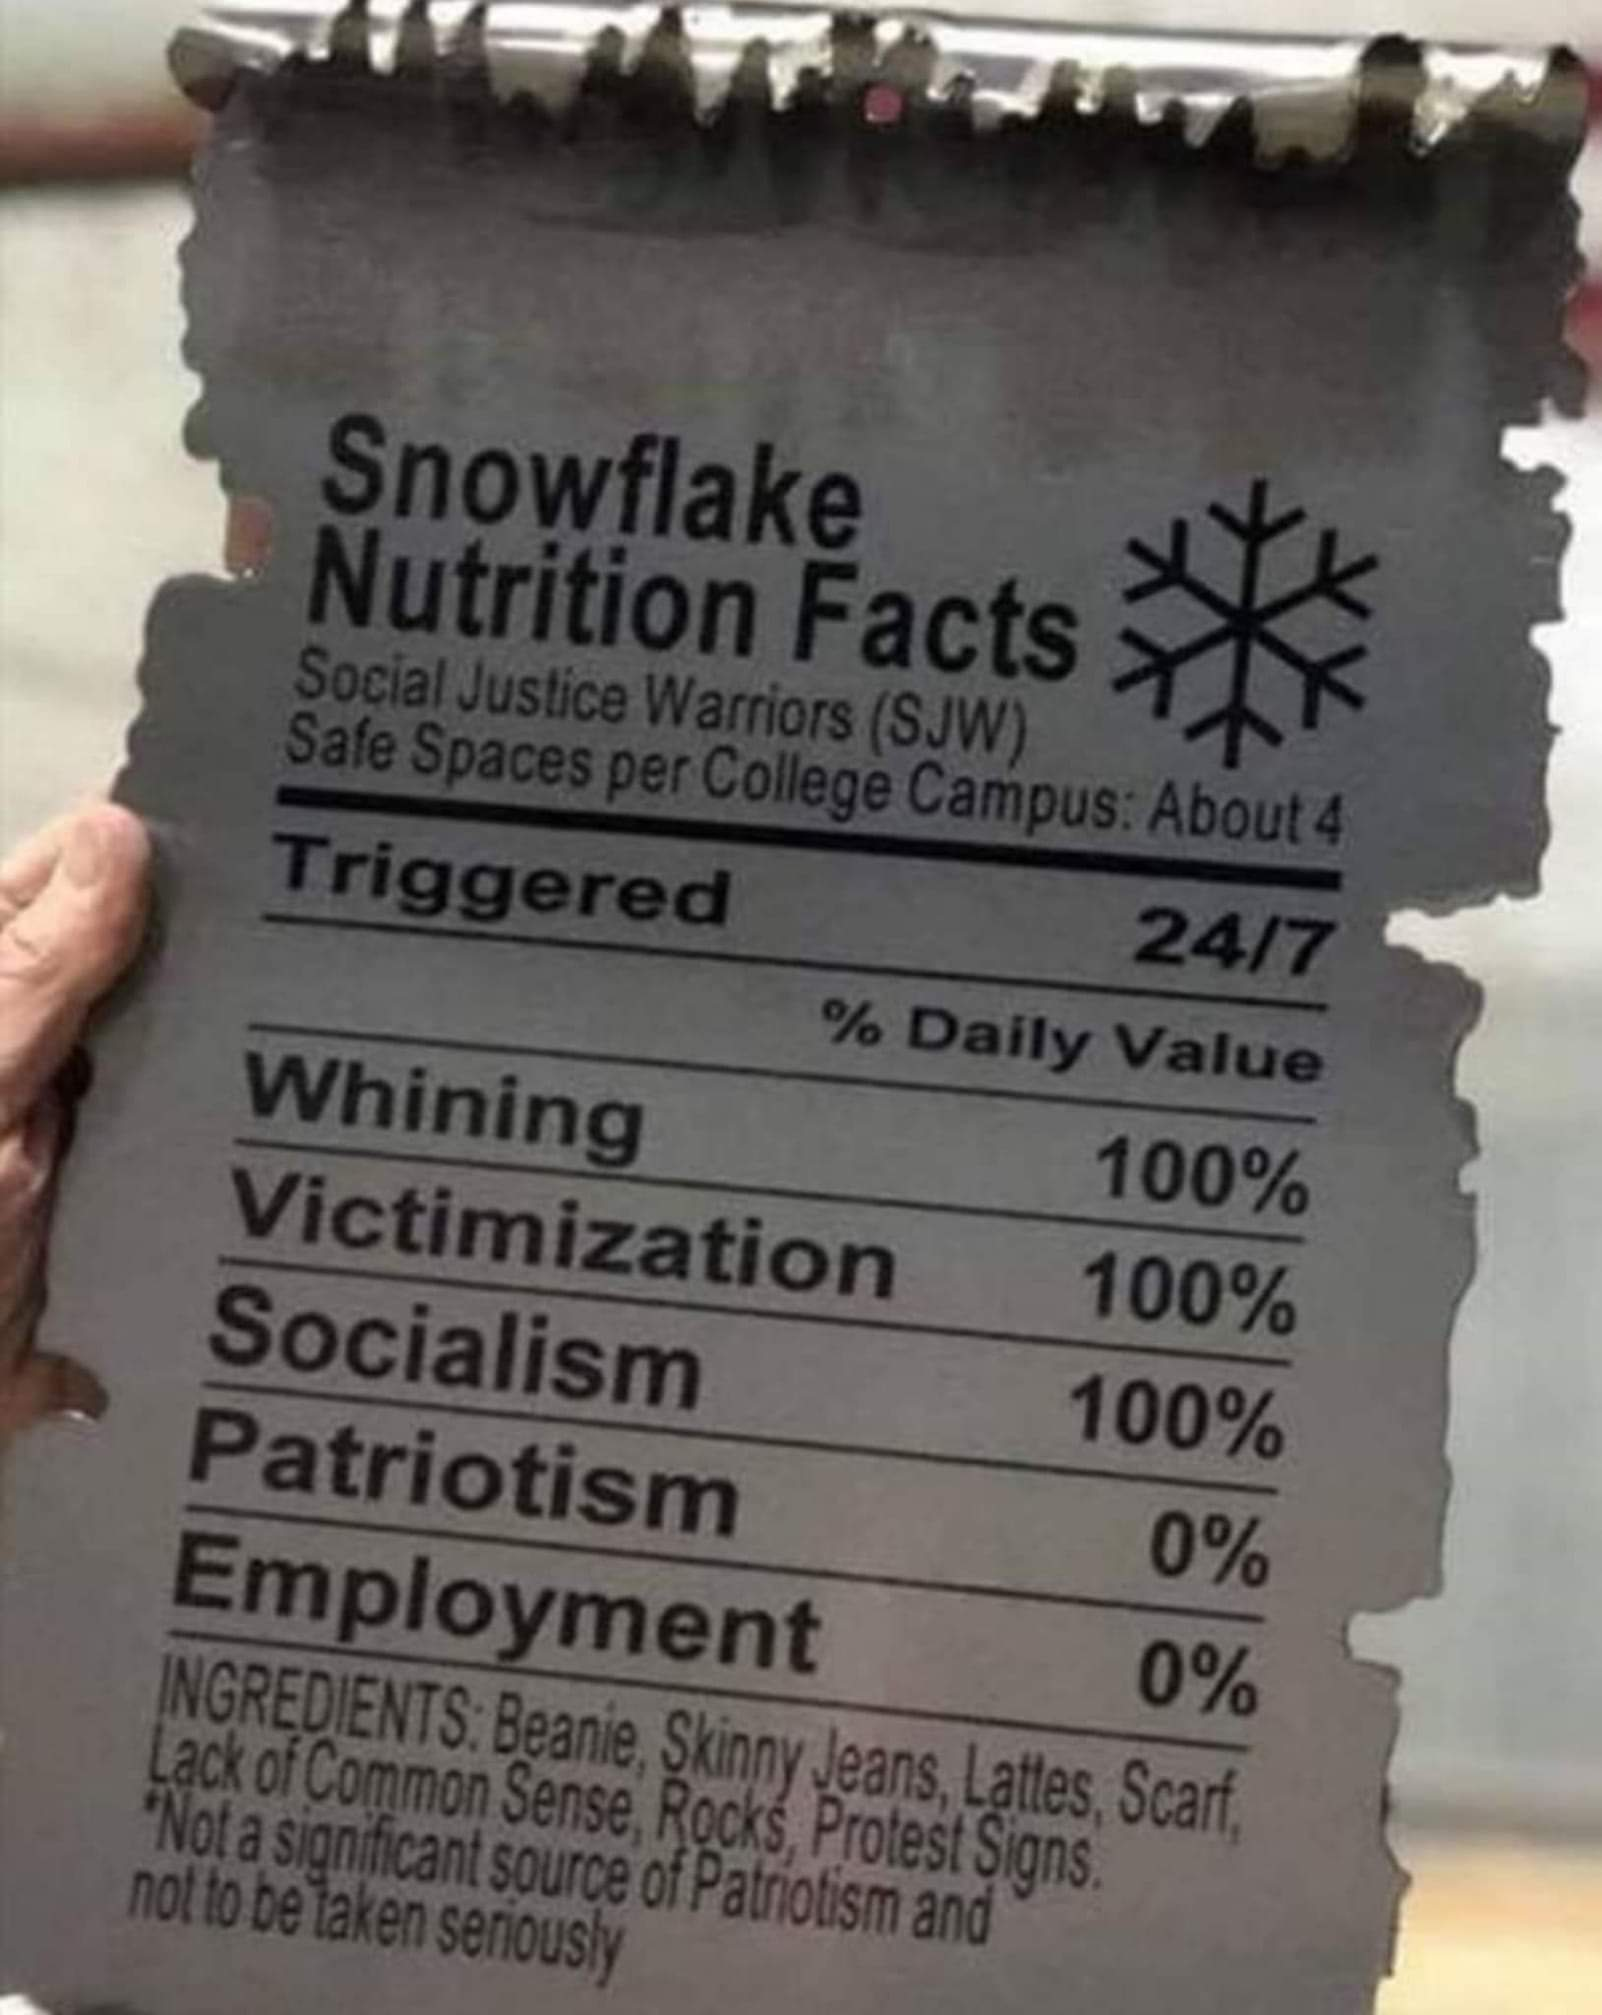 Snowflake
Nutrition Facts
Social Justice Warriors (SJW)
Safe Spaces per College Campus: About 4
Triggered 24/7
% Daily Value
Whining 100%
Victimization 100%
Socialism 100%
Patriotism 0%
Employment 0%
INGREDIENTS: Beanie, Skinny Jeans, Lattes, Scarf,
Lack of Common Sense, Rocks, Protest Signs.
*Not a significant source of Patriotism and
not to be taken seriously